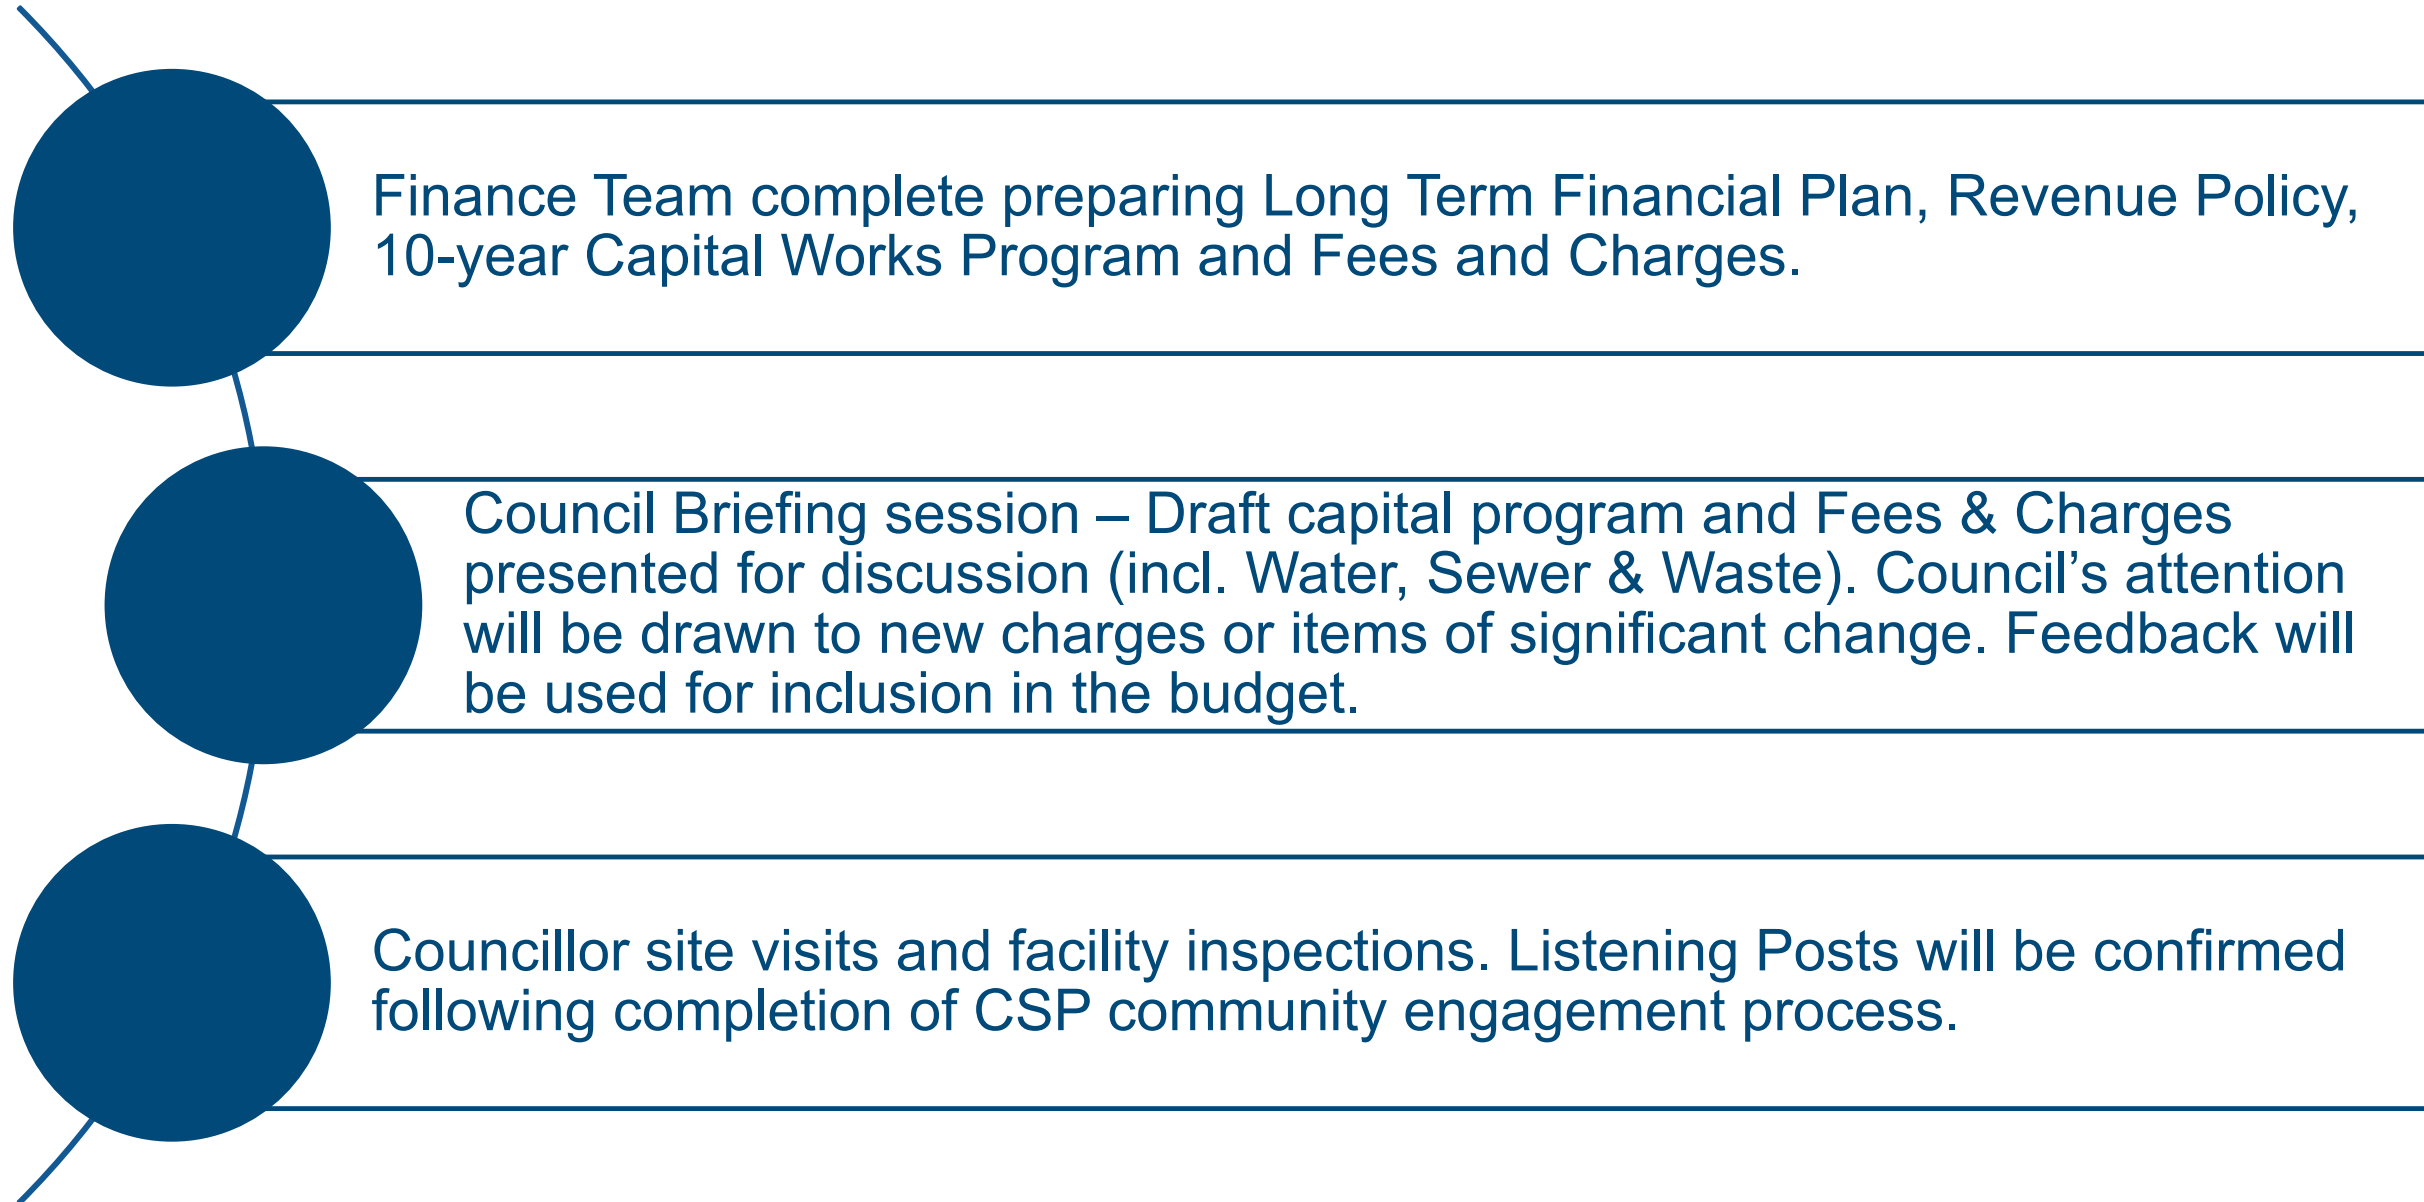 Finance Team complete preparing Long Term Financial Plan, Revenue Policy,
10-year Capital Works Program and Fees and Charges.
Council Briefing session – Draft capital program and Fees & Charges
presented for discussion (incl. Water, Sewer & Waste). Council’s attention
will be drawn to new charges or items of significant change. Feedback will
be used for inclusion in the budget.
Councillor site visits and facility inspections. Listening Posts will be confirmed
following completion of CSP community engagement process.